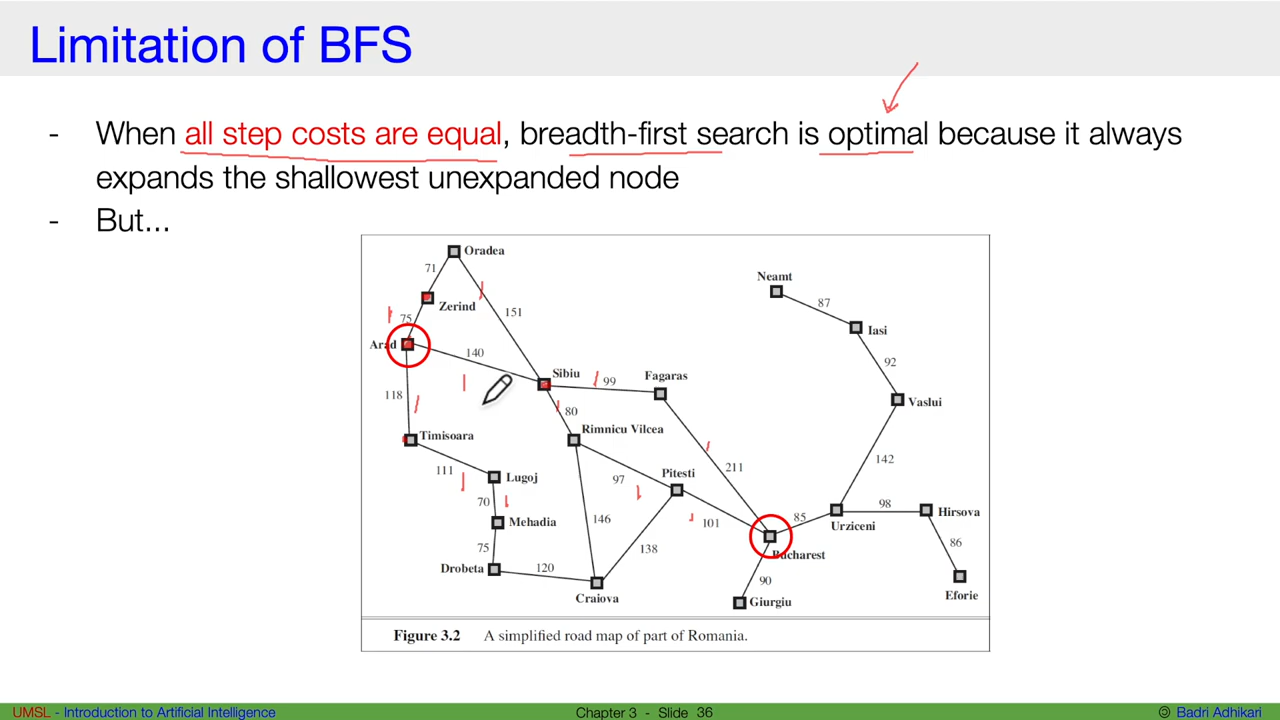 Limitation of BFS
- When all step costs are equal, breadth-first search is optimal because it always
expands the shallowest unexpanded node
- But...
Oradea
71
Neamt
Zerind
87
75
151
Iasi
Arad
140
92
Sibiu
99
Fagaras
118
80
Vaslui
Timisoara
Rimnicu Vilcea
111
Lugoj
97
Pitesti
211
142
70
Mehadia
146
101
85
98
Hirsova
Urziceni
75
138
Bucharest
86
Drobeta
120
90
Craiova
Giurgiu
Eforie
Figure 3.2 A simplified road map of part of Romania.
UMSL - Introduction to Artificial Intelligence Chapter 3 - Slide 36 © Badri Adhikari